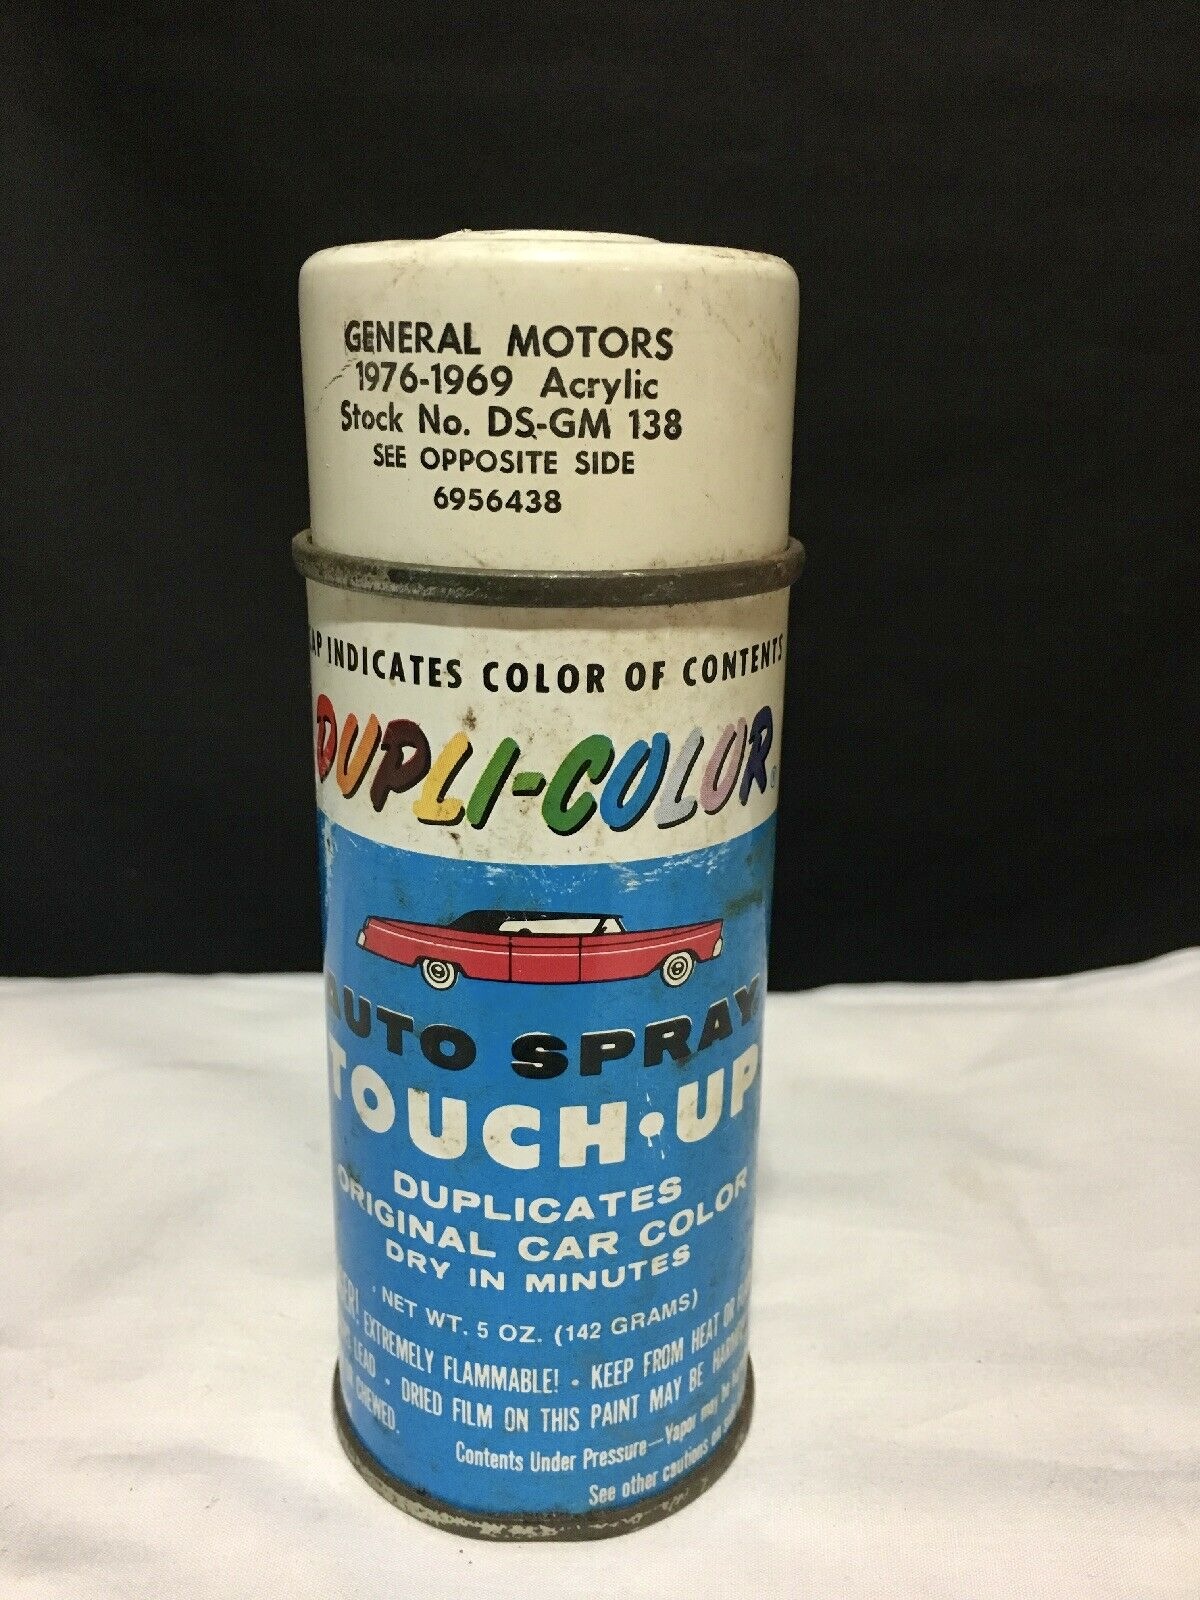 GENERAL MOTORS
1976-1969 Acrylic
Stock No. DS-GM 138
SEE OPPOSITE SIDE
6956438
INDICATES COLOR OF CONTENTS
DUPLI-COLOR®
AUTO SPRAY
TOUCH·UP
DUPLICATES
ORIGINAL CAR COLOR
DRY IN MINUTES
NET WT. 5 OZ. (142 GRAMS)
EXTREMELY FLAMMABLE! · KEEP FROM HEAT OR
LEAD · DRIED FILM ON THIS PAINT MAY BE
CHEWED.
Contents Under Pressure—Vapor may be
See other cautions on